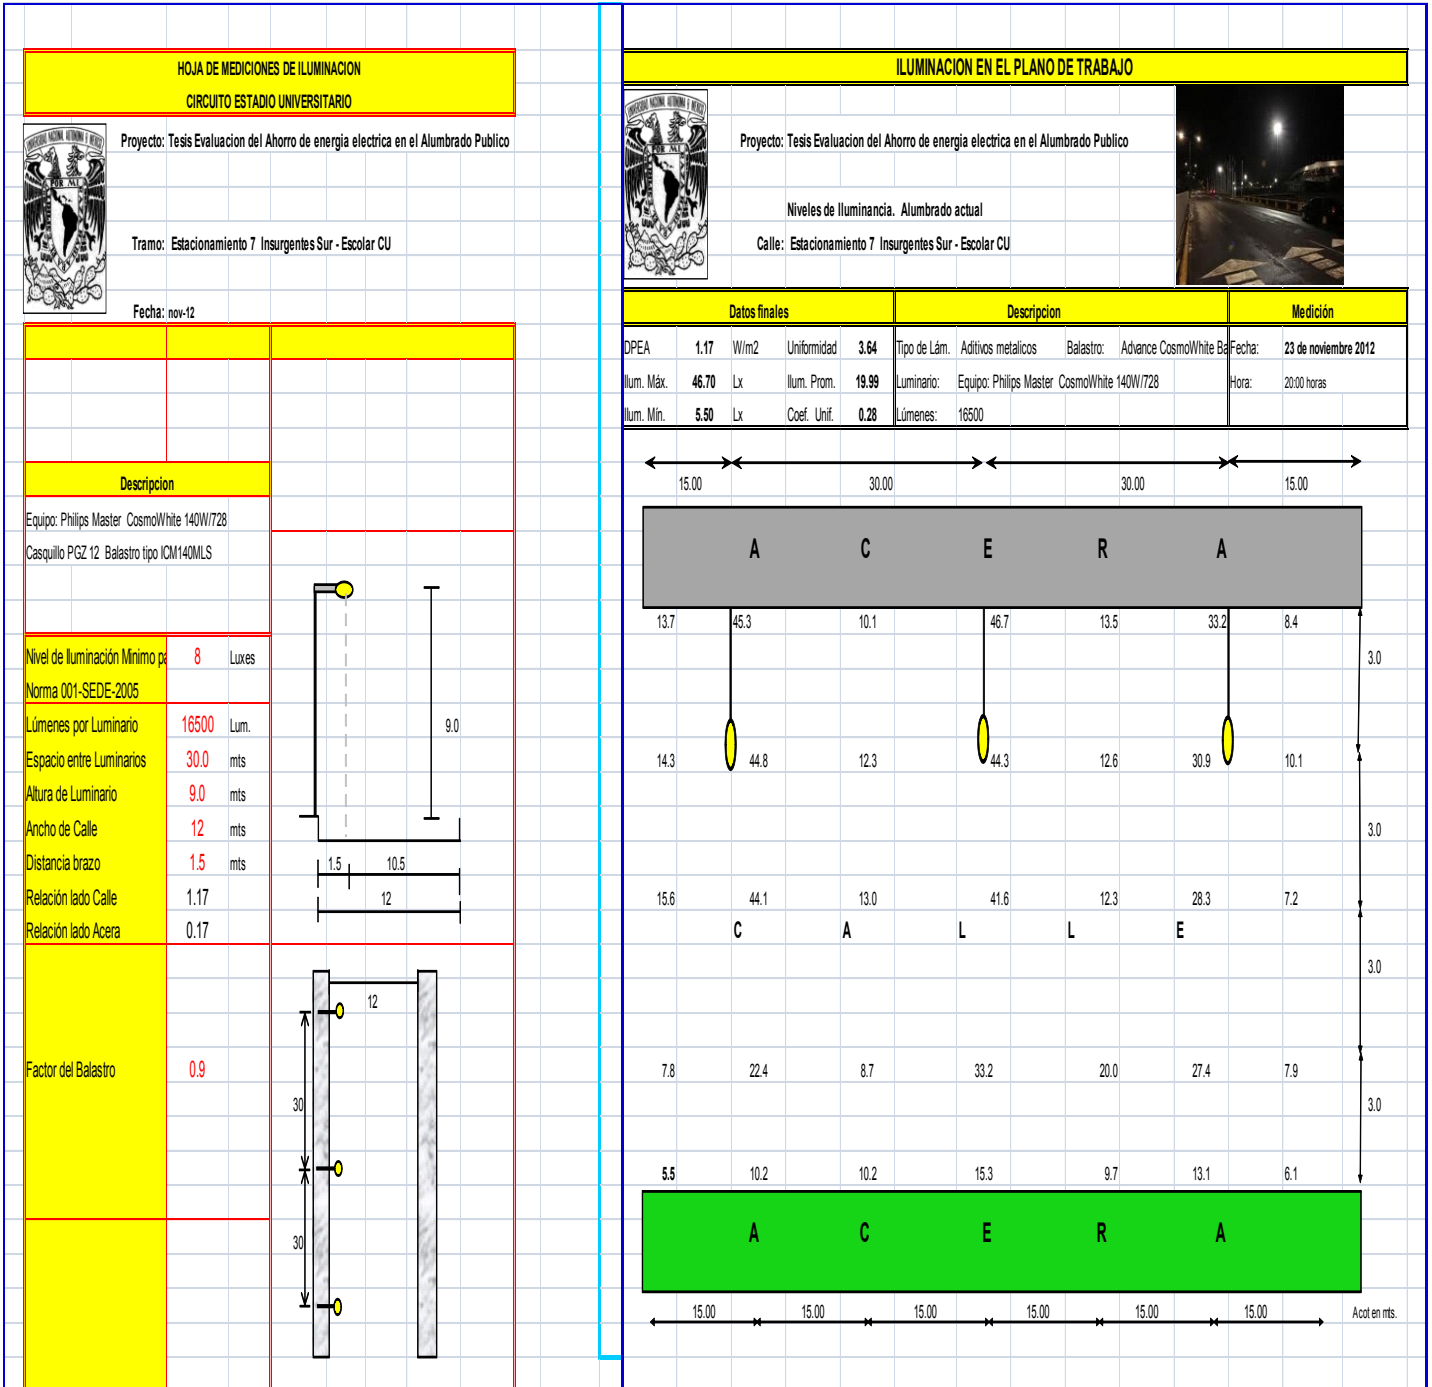 HOJA DE MEDICIONES DE ILUMINACION
CIRCUITO ESTADIO UNIVERSITARIO
Proyecto: Tesis Evaluacion del Ahorro de energia electrica en el Alumbrado Publico
POR MI
Tramo: Estacionamiento 7 Insurgentes Sur - Escolar CU
Fecha: nov-12
Descripcion
Equipo: Philips Master CosmoWhite 140W/728
Casquillo PGZ 12 Balastro tipo ICM140MLS
Nivel de Iluminación Minimo pa 8 Luxes
Norma 001-SEDE-2005
Lúmenes por Luminario 16500 Lum.
Espacio entre Luminarios 30.0 mts
Altura de Luminario 9.0 mts
Ancho de Calle 12 mts
Distancia brazo 1.5 mts
Relación lado Calle 1.17
Relación lado Acera 0.17
Factor del Balastro 0.9
9.0
1.5 10.5
12
12
30
30
ILUMINACION EN EL PLANO DE TRABAJO
Proyecto: Tesis Evaluacion del Ahorro de energia electrica en el Alumbrado Publico
POR MI
Niveles de Iluminancia. Alumbrado actual
Calle: Estacionamiento 7 Insurgentes Sur - Escolar CU
Datos finales Descripcion Medición
DPEA 1.17 W/m2 Uniformidad 3.64 Tipo de Lám. Aditivos metalicos Balastro: Advance CosmoWhite Ba Fecha: 23 de noviembre 2012
Ilum. Máx. 46.70 Lx Ilum. Prom. 19.99 Luminario: Equipo: Philips Master CosmoWhite 140W/728 Hora: 20:00 horas
Ilum. Mín. 5.50 Lx Coef. Unif. 0.28 Lúmenes: 16500
15.00 30.00 30.00 15.00
A C E R A
13.7 45.3 10.1 46.7 13.5 33.2 8.4
3.0
14.3 44.8 12.3 44.3 12.6 30.9 10.1
3.0
15.6 44.1 13.0 41.6 12.3 28.3 7.2
C A L L E
3.0
7.8 22.4 8.7 33.2 20.0 27.4 7.9
3.0
5.5 10.2 10.2 15.3 9.7 13.1 6.1
A C E R A
15.00 15.00 15.00 15.00 15.00 15.00 Acot en mts.